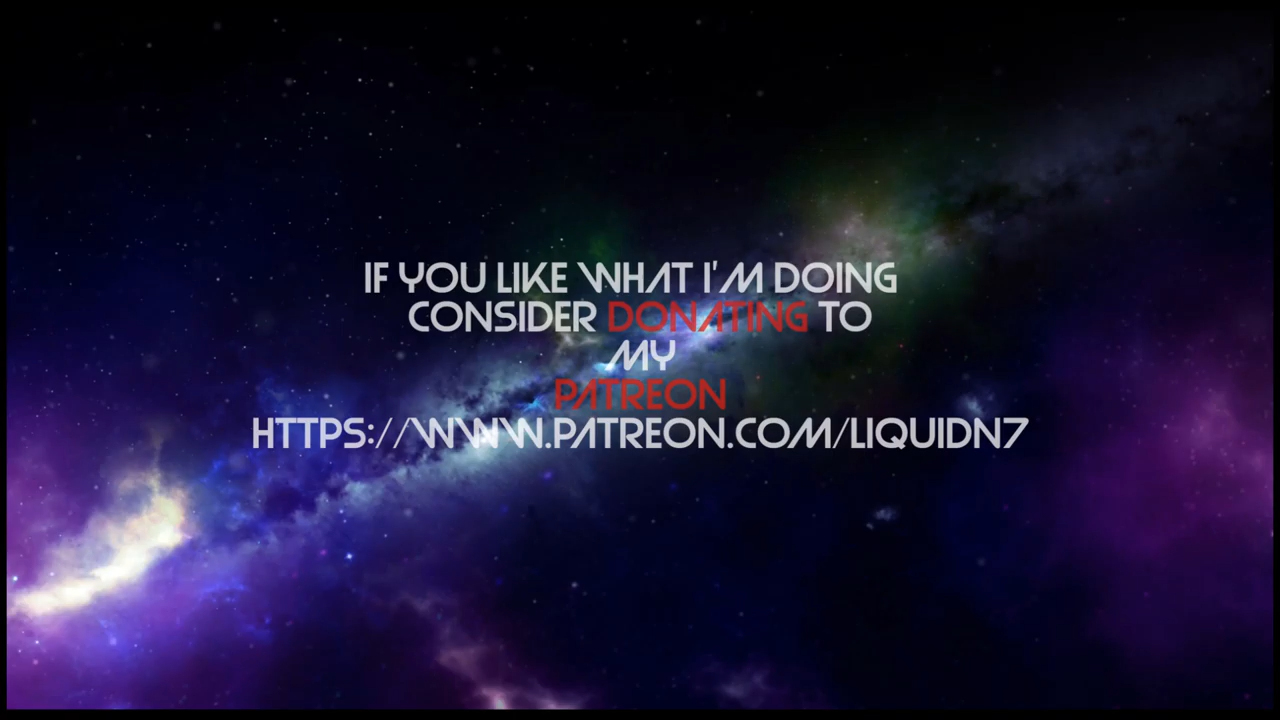 IF YOU LIKE WHAT I'M DOING
CONSIDER DONATING TO
MY
PATREON
HTTPS://WWW.PATREON.COM/LIQUIDN7